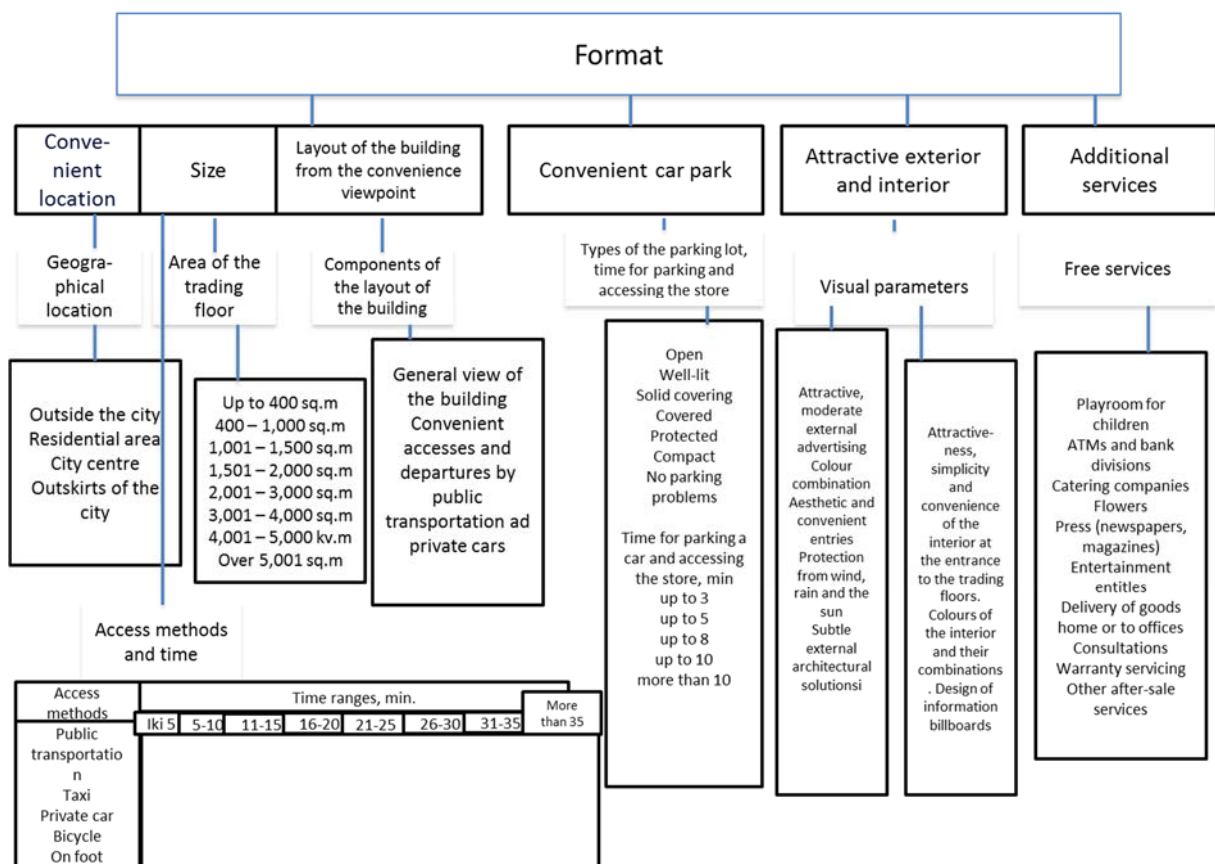 Format
Conve-
nient
location
Size
Layout of the building
from the convenience
viewpoint
Convenient car park
Attractive exterior
and interior
Additional
services
Geogra-
phical
location
Area of the
trading
floor
Components of
the layout of
the building
Types of the parking lot,
time for parking and
accessing the store
Visual parameters
Free services
Outside the city
Residential area
City centre
Outskirts of the
city
Up to 400 sq.m
400 – 1,000 sq.m
1,001 – 1,500 sq.m
1,501 – 2,000 sq.m
2,001 – 3,000 sq.m
3,001 – 4,000 sq.m
4,001 – 5,000 kv.m
Over 5,001 sq.m
General view of
the building
Convenient
accesses and
departures by
public
transportation ad
private cars
Open
Well-lit
Solid covering
Covered
Protected
Compact
No parking
problems
Time for parking a
car and accessing
the store, min
up to 3
up to 5
up to 8
up to 10
more than 10
Attractive,
moderate
external
advertising
Colour
combination
Aesthetic and
convenient
entries
Protection
from wind,
rain and the
sun
Subtle
external
architectural
solutionsi
Attractive-
ness,
simplicity
and
convenience
of the
interior at
the entrance
to the trading
floors.
Colours of
the interior
and their
combinations
. Design of
information
billboards
Playroom for
children
ATMs and bank
divisions
Catering companies
Flowers
Press (newspapers,
magazines)
Entertainment
entitles
Delivery of goods
home or to offices
Consultations
Warranty servicing
Other after-sale
services
Access methods
and time
Access
methods
Time ranges, min.
More
than 35
Iki 5 5-10 11-15 16-20 21-25 26-30 31-35
Public
transportatio
n
Taxi
Private car
Bicycle
On foot